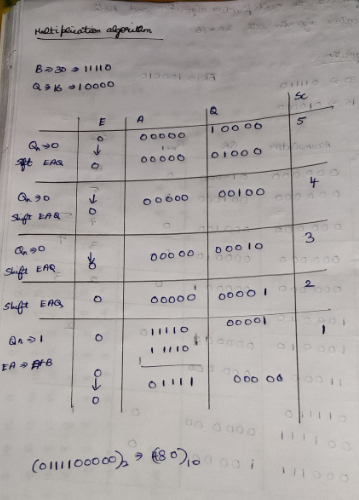 Multiplication algorithm
B ⇒ 30 → 11110
Q ⇒ 16 → 10000
E A Q SC
0 00000 10000 5
Qn ⇒ 0 ↓
Shift EAQ 0 00000 01000
Qn ⇒ 0 ↓ 00000 00100 4
Shift EAQ 0
Qn ⇒ 0 ↓ 00000 00010 3
Shift EAQ 0
Shift EAQ 0 00000 00001 2
11110 00001 1
Qn ⇒ 1 0 11110
EA ⇒ A+B
0 01111 00000
↓
0
(0111100000)₂ ⇒ (480)₁₀